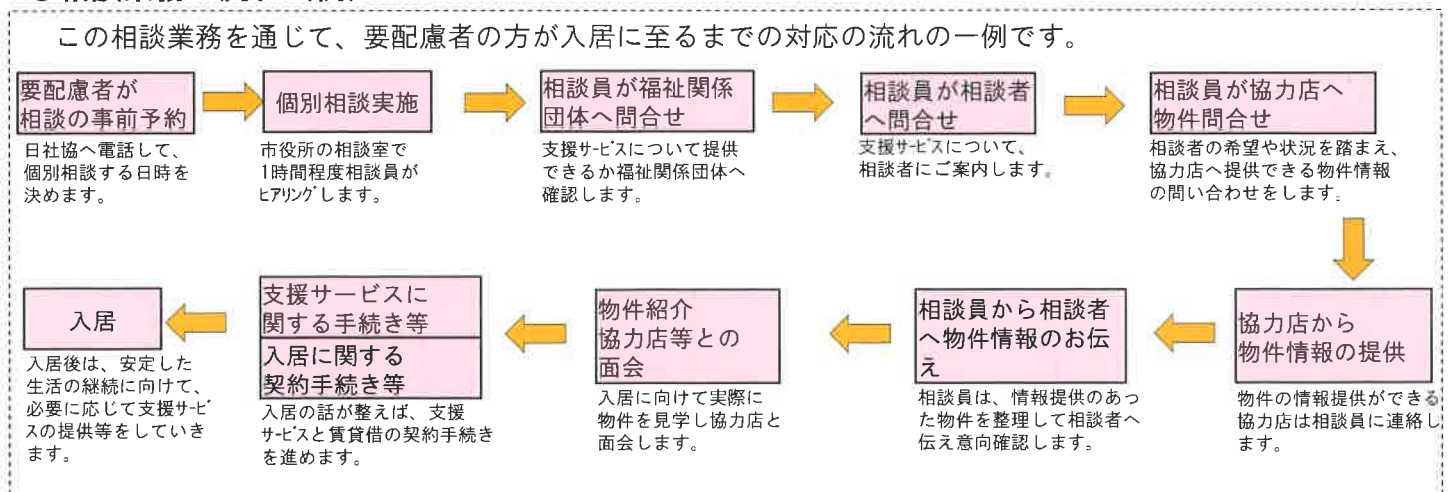 この相談業務を通じて、要配慮者の方が入居に至るまでの対応の流れの一例です。
要配慮者が
相談の事前予約
日社協へ電話して、
個別相談する日時を
決めます。
個別相談実施
市役所の相談室で
1時間程度相談員が
ヒアリングします。
相談員が福祉関係
団体へ問合せ
支援サービスについて提供
できるか福祉関係団体へ
確認します。
相談員が相談者
へ問合せ
支援サービスについて、
相談者にご案内します。
相談員が協力店へ
物件問合せ
相談者の希望や状況を踏まえ、
協力店へ提供できる物件情報
の問い合わせをします。
協力店から
物件情報の提供
物件の情報提供ができる
協力店は相談員に連絡し
ます。
相談員から相談者
へ物件情報のお伝
え
相談員は、情報提供のあっ
た物件を整理して相談者へ
伝え意向確認します。
物件紹介
協力店等との
面会
入居に向けて実際に
物件を見学し協力店と
面会します。
支援サービスに
関する手続き等
入居に関する
契約手続き等
入居の話が整えば、支援
サービスと賃貸借の契約手続き
を進めます。
入居
入居後は、安定した
生活の継続に向けて、
必要に応じて支援サービ
スの提供等をしていき
ます。